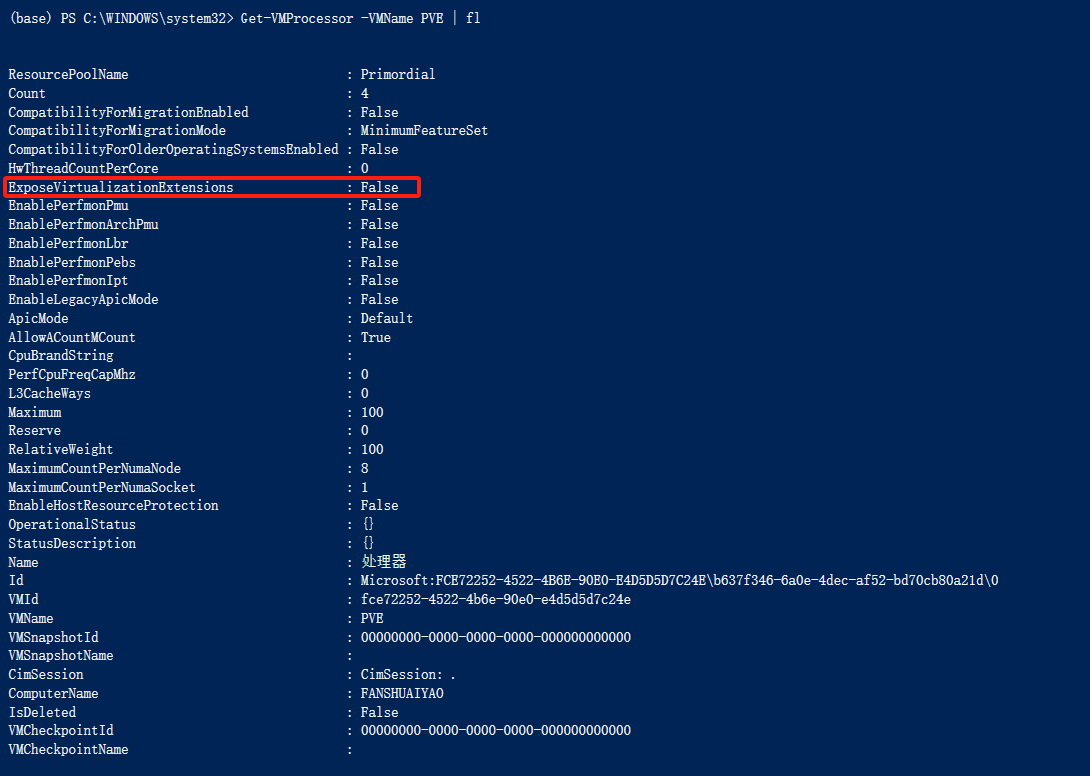 (base) PS C:\WINDOWS\system32> Get-VMProcessor -VMName PVE | fl
ResourcePoolName : Primordial
Count : 4
CompatibilityForMigrationEnabled : False
CompatibilityForMigrationMode : MinimumFeatureSet
CompatibilityForOlderOperatingSystemsEnabled : False
HwThreadCountPerCore : 0
ExposeVirtualizationExtensions : False
EnablePerfmonPmu : False
EnablePerfmonArchPmu : False
EnablePerfmonLbr : False
EnablePerfmonPebs : False
EnablePerfmonIpt : False
EnableLegacyApicMode : False
ApicMode : Default
AllowACountMCount : True
CpuBrandString :
PerfCpuFreqCapMhz : 0
L3CacheWays : 0
Maximum : 100
Reserve : 0
RelativeWeight : 100
MaximumCountPerNumaNode : 8
MaximumCountPerNumaSocket : 1
EnableHostResourceProtection : False
OperationalStatus : {}
StatusDescription : {}
Name : 处理器
Id : Microsoft:FCE72252-4522-4B6E-90E0-E4D5D5D7C24E\b637f346-6a0e-4dec-af52-bd70cb80a21d\0
VMId : fce72252-4522-4b6e-90e0-e4d5d5d7c24e
VMName : PVE
VMSnapshotId : 00000000-0000-0000-0000-000000000000
VMSnapshotName :
CimSession : CimSession: .
ComputerName : FANSHUAIYAO
IsDeleted : False
VMCheckpointId : 00000000-0000-0000-0000-000000000000
VMCheckpointName :